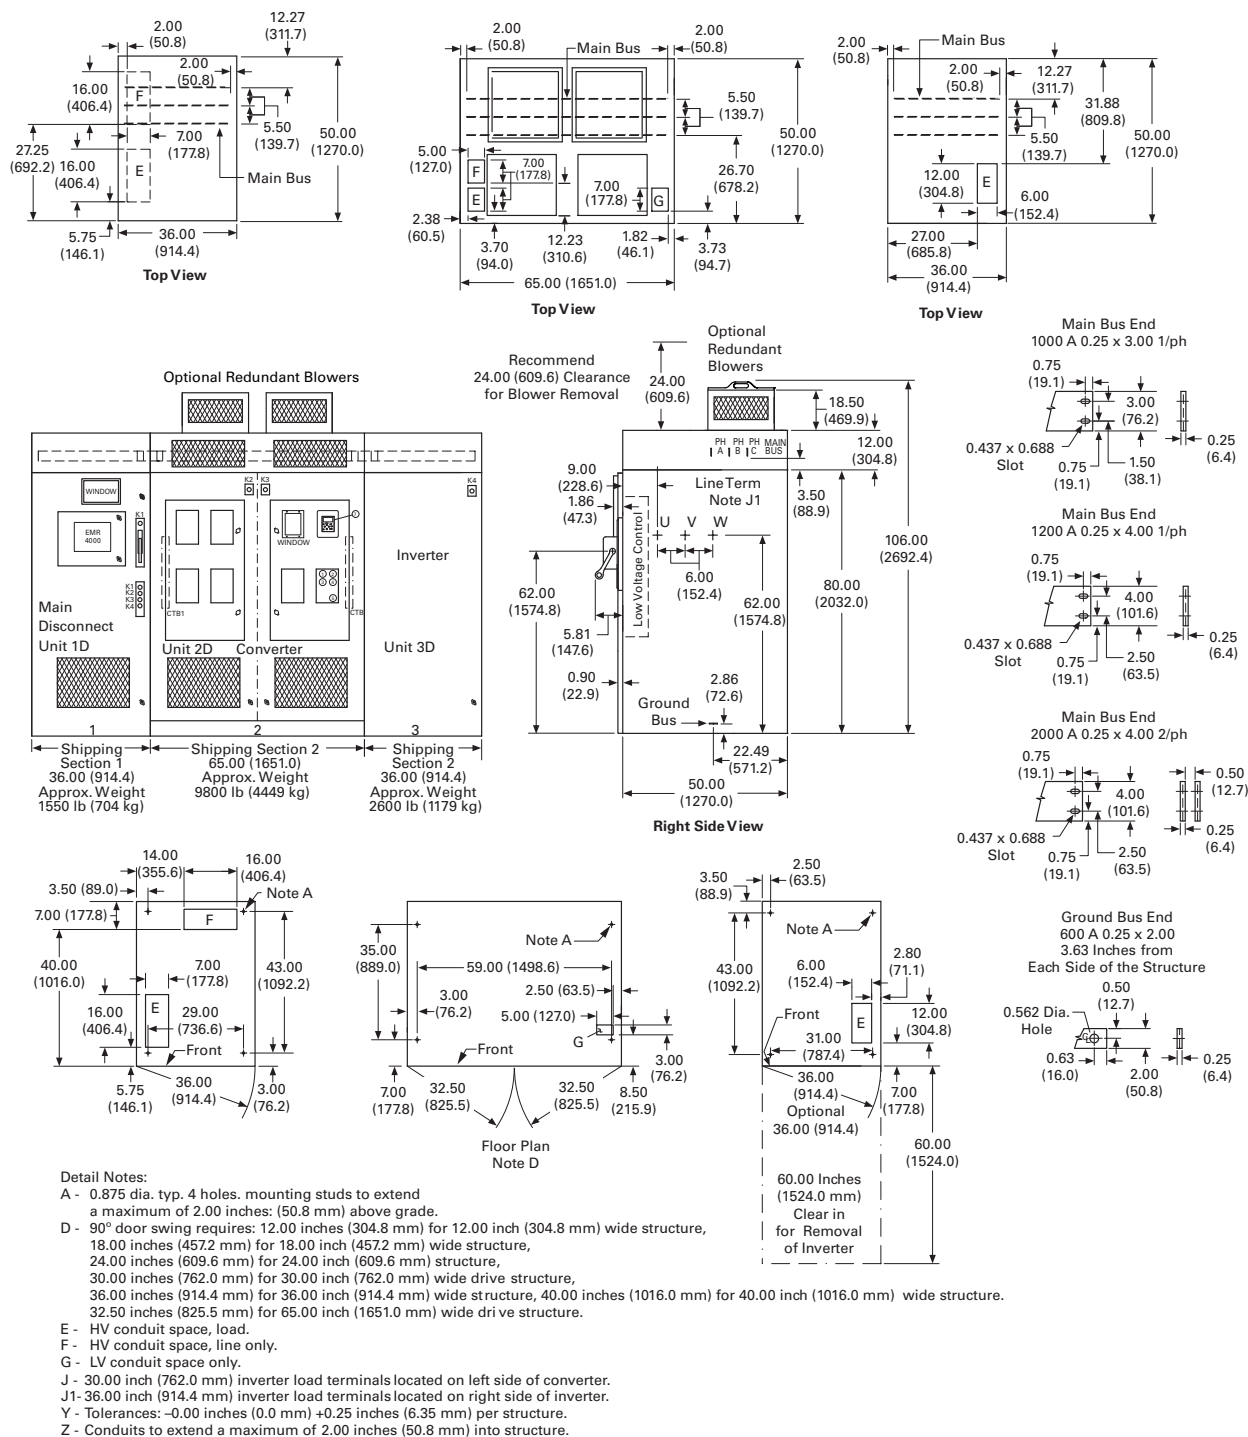 2.00
(50.8)
12.27
(311.7)
2.00
(50.8)
16.00
(406.4)
F
5.50
(139.7)
50.00
(1270.0)
27.25
(692.2)
7.00
(177.8)
16.00
(406.4)
E
Main Bus
5.75
(146.1)
36.00
(914.4)
Top View
2.00
(50.8)
Main Bus
2.00
(50.8)
5.50
(139.7)
50.00
(1270.0)
5.00
(127.0)
7.00
(177.8)
F
E
7.00
(177.8)
G
26.70
(678.2)
2.38
(60.5)
3.70
(94.0)
12.23
(310.6)
1.82
(46.1)
3.73
(94.7)
65.00 (1651.0)
Top View
2.00
(50.8)
Main Bus
2.00
(50.8)
12.27
(311.7)
31.88
(809.8)
50.00
(1270.0)
5.50
(139.7)
12.00
(304.8)
E
6.00
(152.4)
27.00
(685.8)
36.00
(914.4)
Top View
Optional Redundant Blowers
WINDOW
EMR
4000
K1
K1
K2
K3
K4
K2
K3
K4
WINDOW
CTB1
CTB
Main
Disconnect
Unit 1D
Unit 2D
Converter
Inverter
Unit 3D
1
2
3
Shipping
Section 1
36.00 (914.4)
Approx. Weight
1550 lb (704 kg)
Shipping Section 2
65.00 (1651.0)
Approx. Weight
9800 lb (4449 kg)
Shipping
Section 2
36.00 (914.4)
Approx. Weight
2600 lb (1179 kg)
Recommend
24.00 (609.6) Clearance
for Blower Removal
Optional
Redundant
Blowers
24.00
(609.6)
18.50
(469.9)
12.00
(304.8)
PH
A
PH
B
PH
C
MAIN
BUS
9.00
(228.6)
1.86
(47.3)
Line Term
Note J1
3.50
(88.9)
U
V
W
6.00
(152.4)
Low Voltage Control
62.00
(1574.8)
62.00
(1574.8)
80.00
(2032.0)
106.00
(2692.4)
5.81
(147.6)
0.90
(22.9)
Ground
Bus
2.86
(72.6)
22.49
(571.2)
50.00
(1270.0)
Right Side View
Main Bus End
1000 A 0.25 x 3.00 1/ph
0.75
(19.1)
3.00
(76.2)
0.437 x 0.688
Slot
0.75
(19.1)
1.50
(38.1)
0.25
(6.4)
Main Bus End
1200 A 0.25 x 4.00 1/ph
0.75
(19.1)
4.00
(101.6)
0.437 x 0.688
Slot
0.75
(19.1)
2.50
(63.5)
0.25
(6.4)
Main Bus End
2000 A 0.25 x 4.00 2/ph
0.75
(19.1)
4.00
(101.6)
0.50
(12.7)
0.437 x 0.688
Slot
0.75
(19.1)
2.50
(63.5)
0.25
(6.4)
Ground Bus End
600 A 0.25 x 2.00
3.63 Inches from
Each Side of the Structure
0.50
(12.7)
0.562 Dia.
Hole
0.63
(16.0)
2.00
(50.8)
0.25
(6.4)
14.00
(355.6)
16.00
(406.4)
3.50 (89.0)
Note A
7.00 (177.8)
F
40.00
(1016.0)
7.00
(177.8)
43.00
(1092.2)
16.00
(406.4)
E
29.00
(736.6)
Front
5.75
(146.1)
36.00
(914.4)
3.00
(76.2)
35.00
(889.0)
Note A
59.00 (1498.6)
3.00
(76.2)
2.50 (63.5)
5.00 (127.0)
G
Front
3.00
(76.2)
7.00
(177.8)
32.50
(825.5)
32.50
(825.5)
8.50
(215.9)
Floor Plan
Note D
2.50
(63.5)
3.50
(88.9)
Note A
43.00
(1092.2)
6.00
(152.4)
2.80
(71.1)
Front
E
12.00
(304.8)
31.00
(787.4)
36.00
(914.4)
Optional
36.00 (914.4)
7.00
(177.8)
60.00
(1524.0)
60.00 Inches
(1524.0 mm)
Clear in
for Removal
of Inverter
Detail Notes:
A - 0.875 dia. typ. 4 holes. mounting studs to extend
a maximum of 2.00 inches: (50.8 mm) above grade.
D - 90° door swing requires: 12.00 inches (304.8 mm) for 12.00 inch (304.8 mm) wide structure,
18.00 inches (457.2 mm) for 18.00 inch (457.2 mm) wide structure,
24.00 inches (609.6 mm) for 24.00 inch (609.6 mm) structure,
30.00 inches (762.0 mm) for 30.00 inch (762.0 mm) wide drive structure,
36.00 inches (914.4 mm) for 36.00 inch (914.4 mm) wide structure, 40.00 inches (1016.0 mm) for 40.00 inch (1016.0 mm) wide structure.
32.50 inches (825.5 mm) for 65.00 inch (1651.0 mm) wide drive structure.
E - HV conduit space, load.
F - HV conduit space, line only.
G - LV conduit space only.
J - 30.00 inch (762.0 mm) inverter load terminals located on left side of converter.
J1- 36.00 inch (914.4 mm) inverter load terminals located on right side of inverter.
Y - Tolerances: –0.00 inches (0.0 mm) +0.25 inches (6.35 mm) per structure.
Z - Conduits to extend a maximum of 2.00 inches (50.8 mm) into structure.